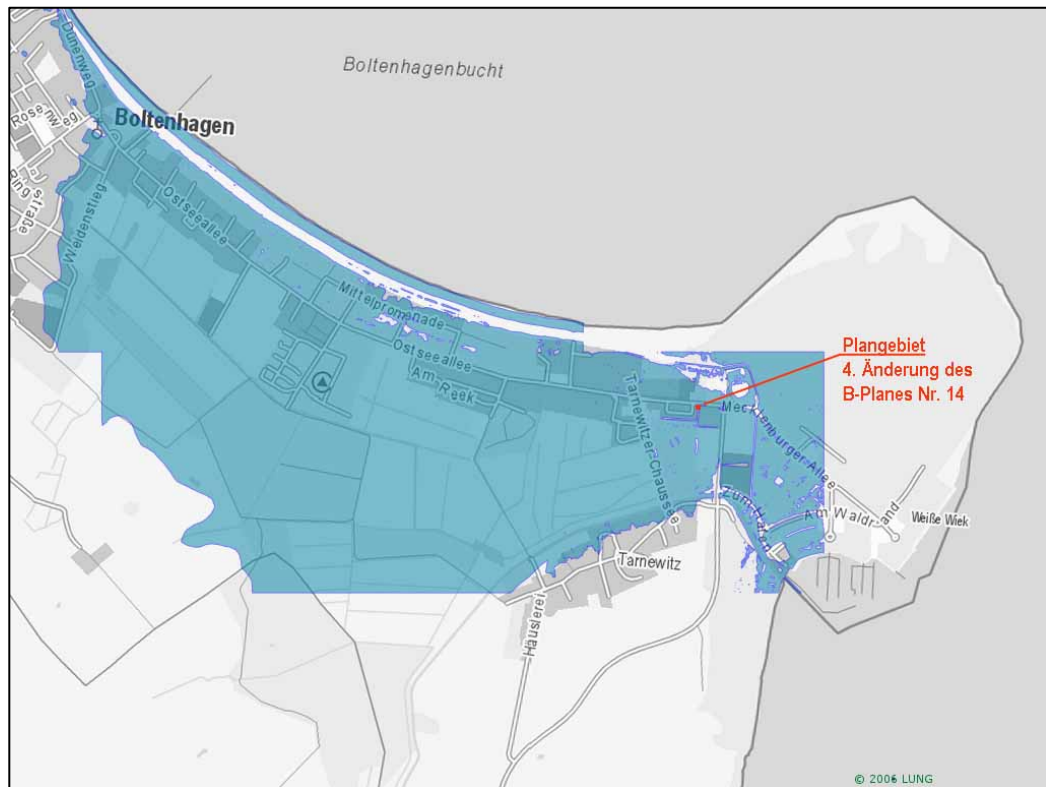 Boltenhagenbucht
Dünenweg
Rosenweg
Boltenhagen
Ringstraße
Weidenstieg
Ostseeallee
Mittelpromenade
Ostseeallee
Am Reek
Plangebiet
4. Änderung des
B-Planes Nr. 14
Tarnewitzer Chaussee
Mecklenburger Allee
Zum Hafen
Am Waldrand
Weiße Wiek
Tarnewitz
Häuslerei
© 2006 LUNG